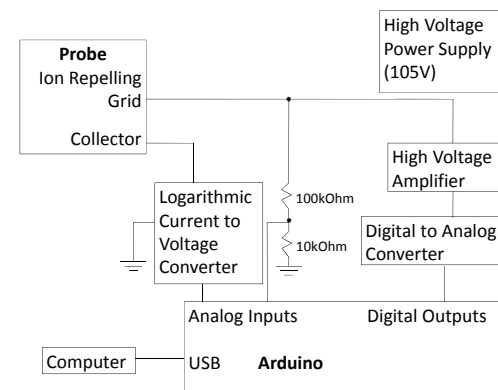 Probe
Ion Repelling
Grid
Collector
High Voltage
Power Supply
(105V)
High Voltage
Amplifier
Logarithmic
Current to
Voltage
Converter
100kOhm
10kOhm
Digital to Analog
Converter
Analog Inputs
Digital Outputs
Computer
USB
Arduino